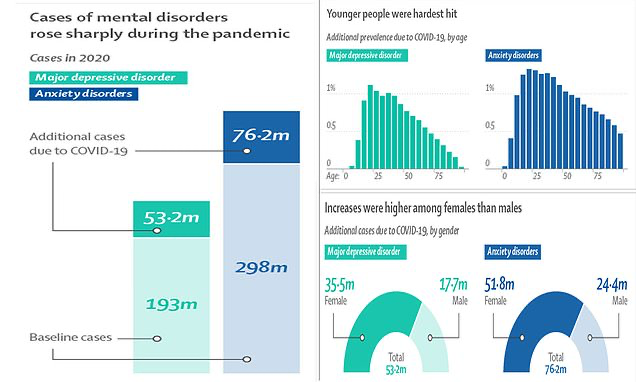 Cases of mental disorders
rose sharply during the pandemic
Cases in 2020
Major depressive disorder
Anxiety disorders
Additional cases
due to COVID-19
76·2m
53·2m
298m
193m
Baseline cases
Younger people were hardest hit
Additional prevalence due to COVID-19, by age
Major depressive disorder
Anxiety disorders
1%
0.5
Age: 0 25 50 75
1%
0.5
0 25 50 75
Increases were higher among females than males
Additional cases due to COVID-19, by gender
Major depressive disorder
Anxiety disorders
35·5m
Female
17·7m
Male
Total
53·2m
51·8m
Female
24·4m
Male
Total
76·2m